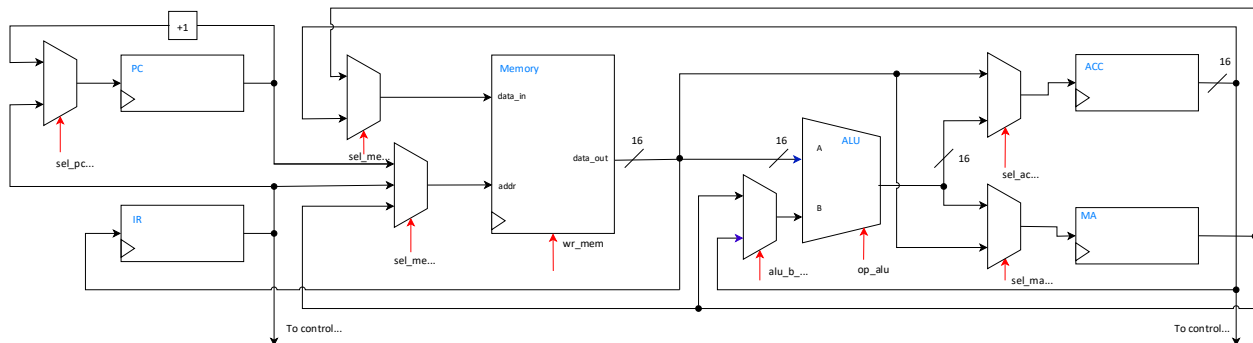 +1
PC
sel_pc...
IR
To control...
sel_me...
sel_me...
Memory
data_in
data_out
addr
wr_mem
16
16
ALU
A
B
alu_b_...
op_alu
16
ACC
16
sel_ac...
MA
sel_ma...
To control...